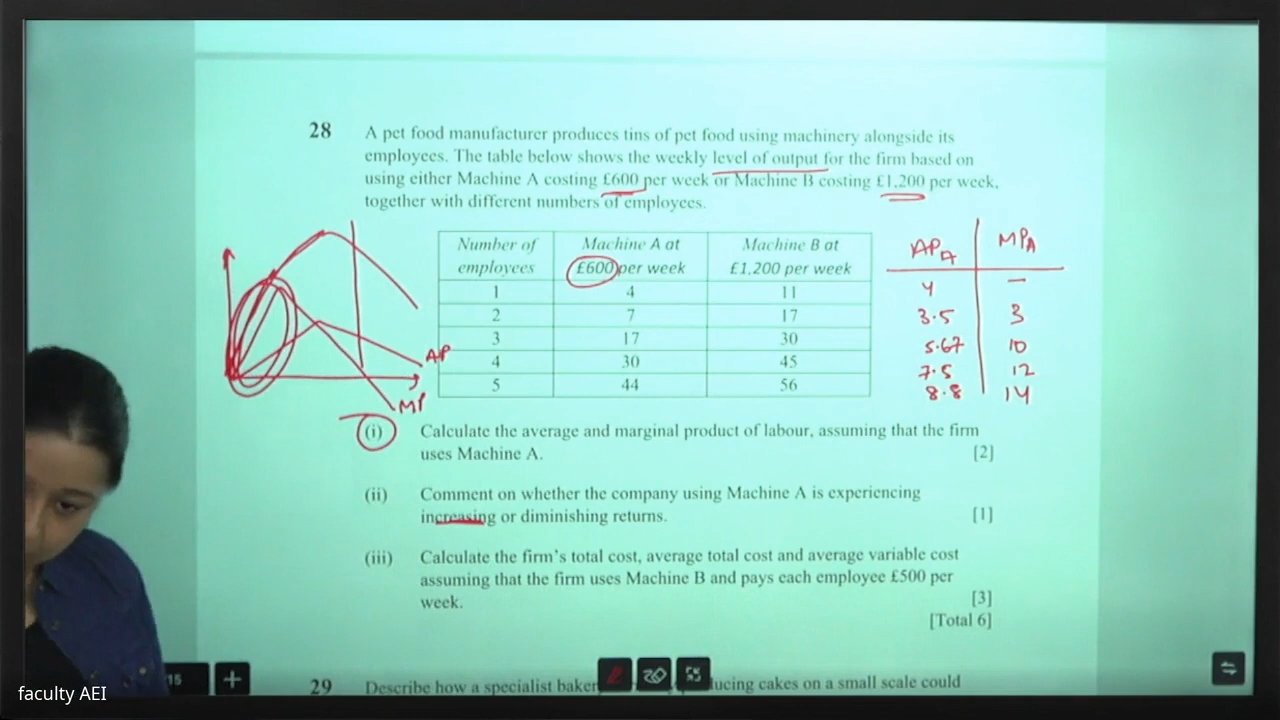 28 A pet food manufacturer produces tins of pet food using machinery alongside its
employees. The table below shows the weekly level of output for the firm based on
using either Machine A costing £600 per week or Machine B costing £1,200 per week,
together with different numbers of employees.
Number of employees Machine A at £600 per week Machine B at £1,200 per week
1 4 11
2 7 17
3 17 30
4 30 45
5 44 56
AP_A MP_A
4 —
3.5 3
5.67 10
7.5 12
8.8 14
AP
MP
(i) Calculate the average and marginal product of labour, assuming that the firm
uses Machine A. [2]
(ii) Comment on whether the company using Machine A is experiencing
increasing or diminishing returns. [1]
(iii) Calculate the firm's total cost, average total cost and average variable cost
assuming that the firm uses Machine B and pays each employee £500 per
week. [3]
[Total 6]
29 Describe how a specialist baker ucing cakes on a small scale could
15
faculty AEI